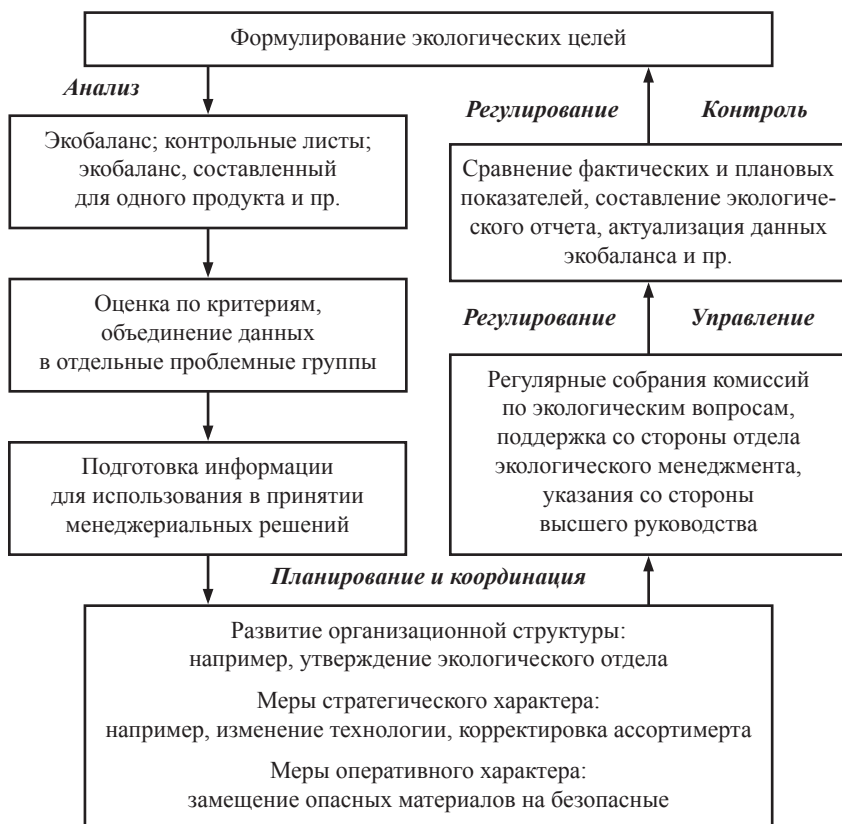 Формулирование экологических целей
Анализ
Экобаланс; контрольные листы;
экобаланс, составленный
для одного продукта и пр.
Оценка по критериям,
объединение данных
в отдельные проблемные группы
Подготовка информации
для использования в принятии
менеджериальных решений
Регулирование Контроль
Сравнение фактических и плановых
показателей, составление экологиче-
ского отчета, актуализация данных
экобаланса и пр.
Регулирование Управление
Регулярные собрания комиссий
по экологическим вопросам,
поддержка со стороны отдела
экологического менеджмента,
указания со стороны
высшего руководства
Планирование и координация
Развитие организационной структуры:
например, утверждение экологического отдела
Меры стратегического характера:
например, изменение технологии, корректировка ассортимерта
Меры оперативного характера:
замещение опасных материалов на безопасные